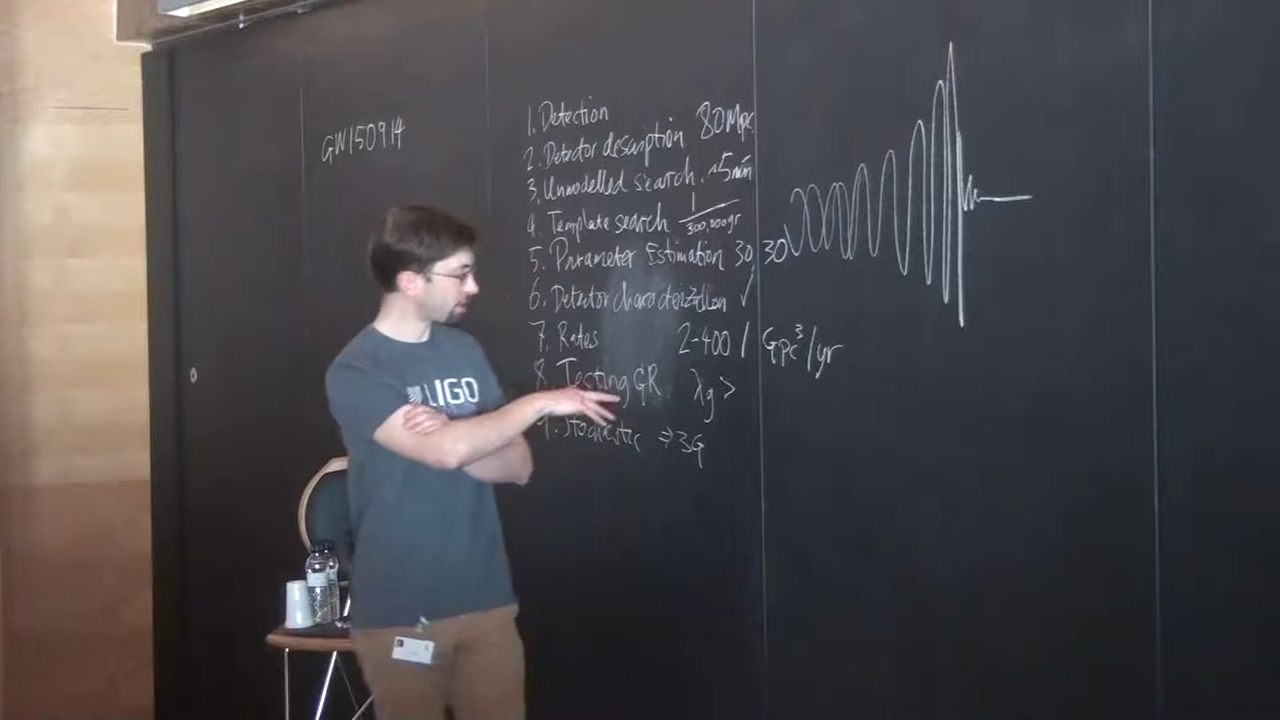 GW150914
1. Detection
2. Detector description 80Mpc
3. Unmodelled search. ~5min
4. Template search 1/300,000yr
5. Parameter Estimation 30, 30
6. Detector characterization ✓
7. Rates 2-400 / Gpc³/yr
8. Testing GR. λg >
9. Stochastic ⇒ 3G
LIGO